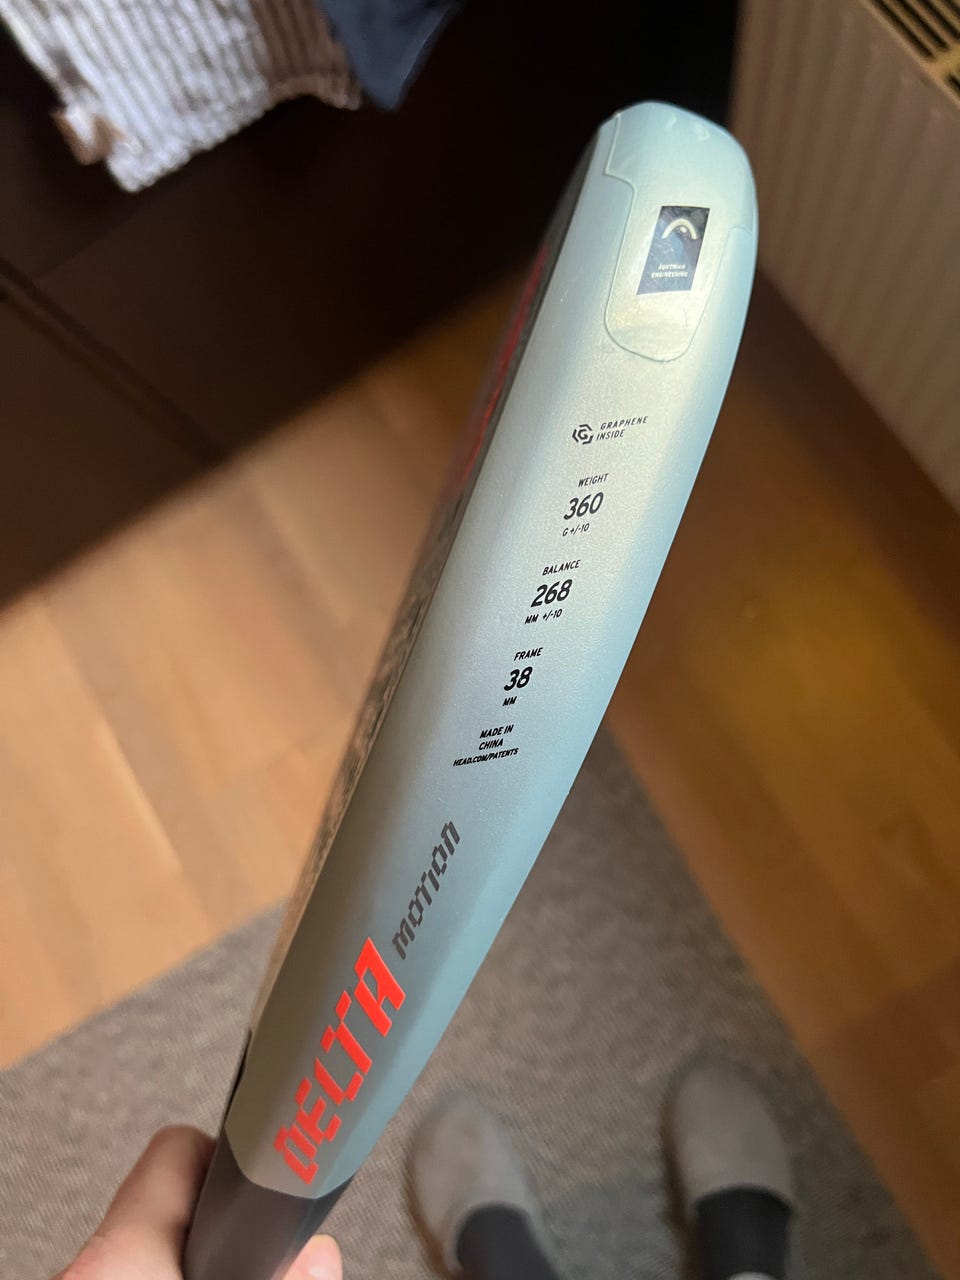 AUSTRIAN
ENGINEERING
GRAPHENE
INSIDE
WEIGHT
360
G +/-10
BALANCE
268
MM +/-10
FRAME
38
MM
MADE IN
CHINA
HEAD.COM/PATENTS
DELTA MOTION